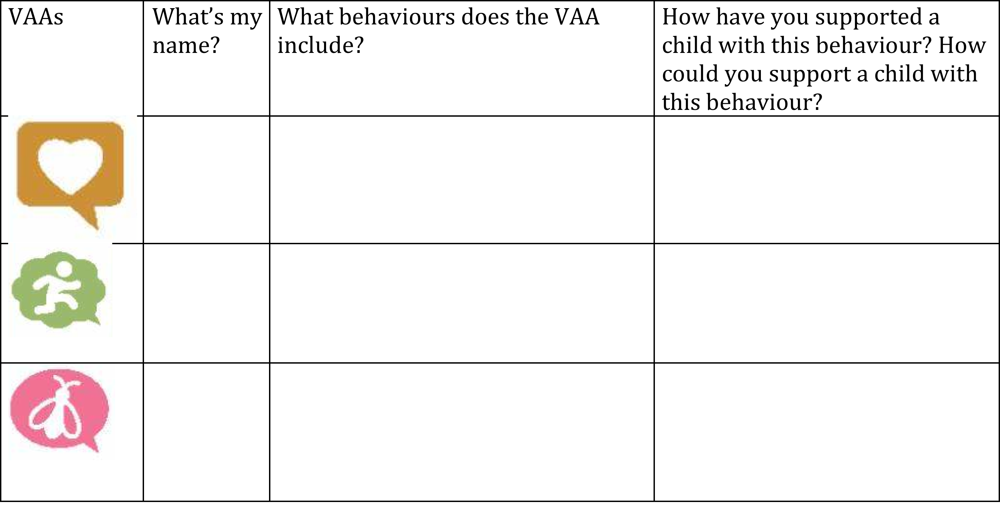 VAAs
What’s my
name?
What behaviours does the VAA
include?
How have you supported a
child with this behaviour? How
could you support a child with
this behaviour?